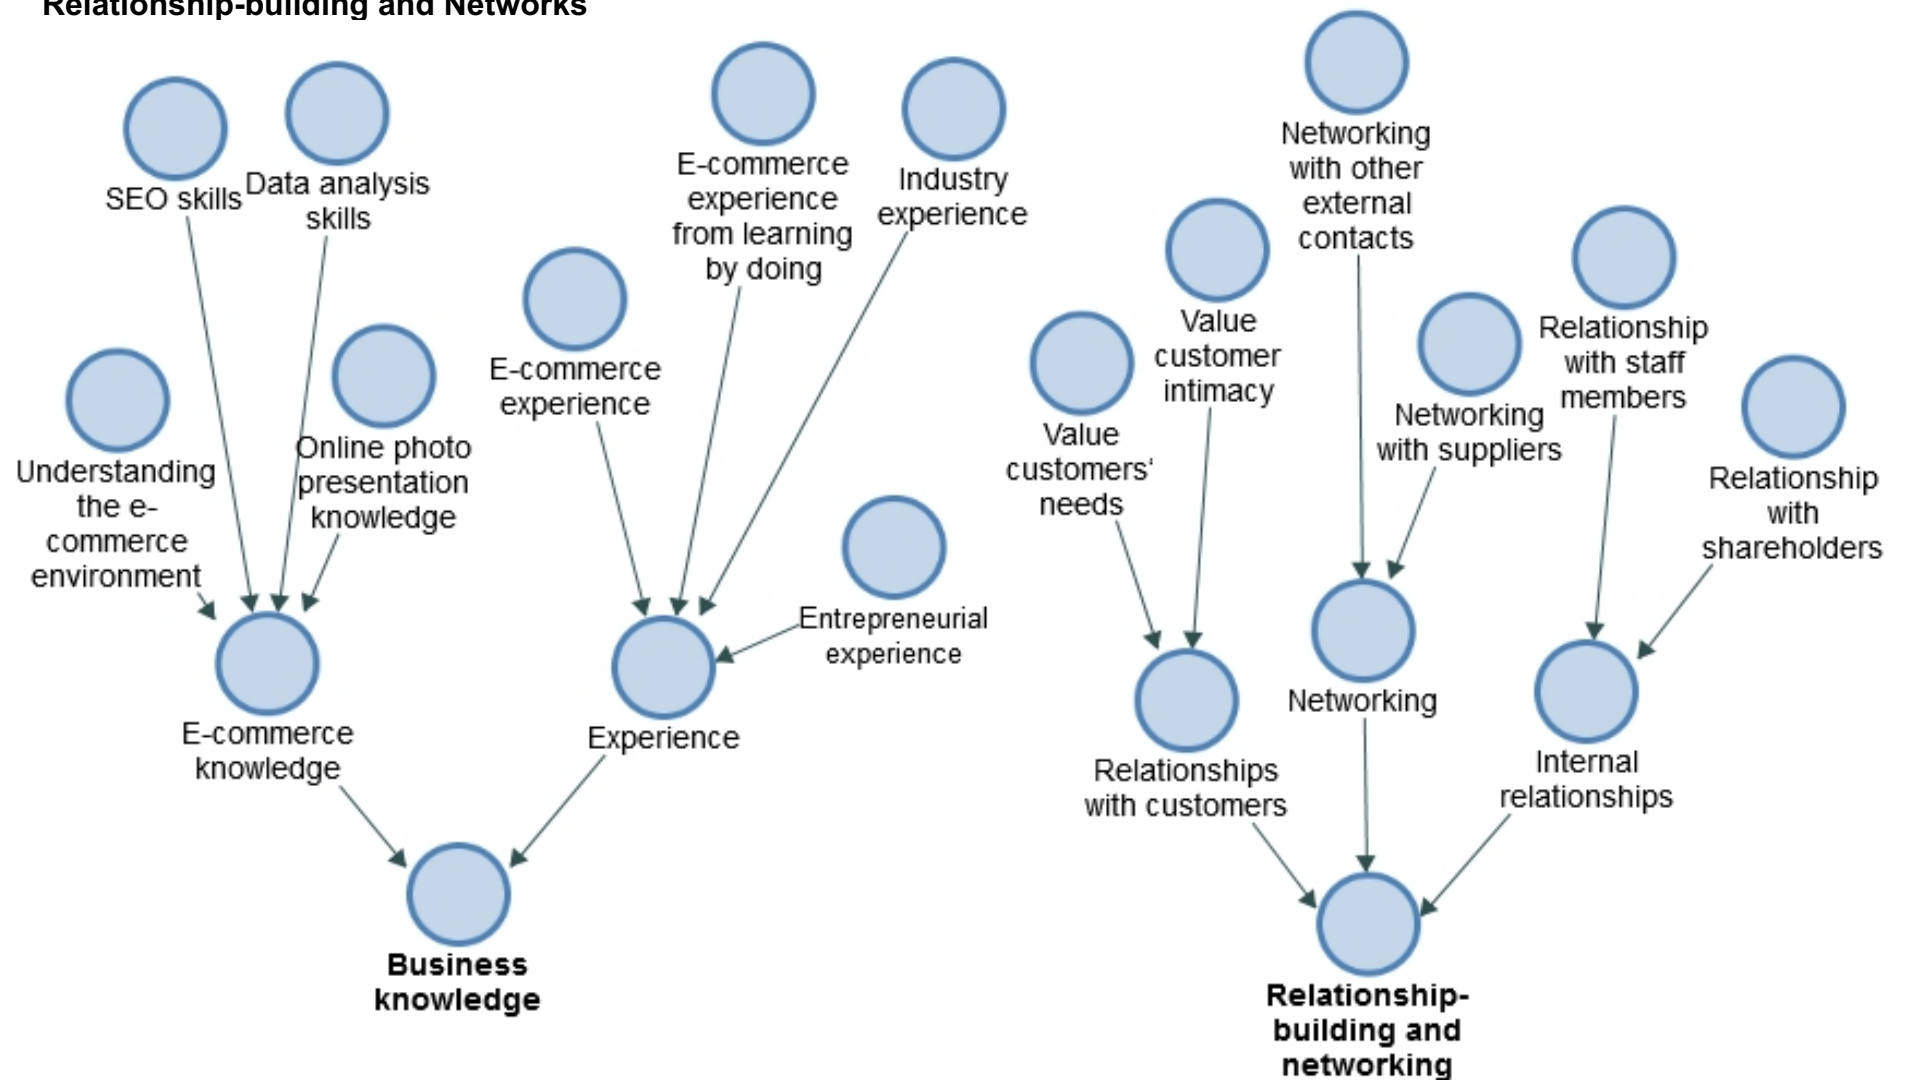 Relationship-building and Networks
SEO skills
Data analysis
skills
E-commerce
experience
from learning
by doing
Industry
experience
Networking
with other
external
contacts
Understanding
the e-
commerce
environment
Online photo
presentation
knowledge
E-commerce
experience
Entrepreneurial
experience
Value
customers'
needs
Value
customer
intimacy
Networking
with suppliers
Relationship
with staff
members
Relationship
with
shareholders
E-commerce
knowledge
Experience
Relationships
with customers
Networking
Internal
relationships
Business
knowledge
Relationship-
building and
networking